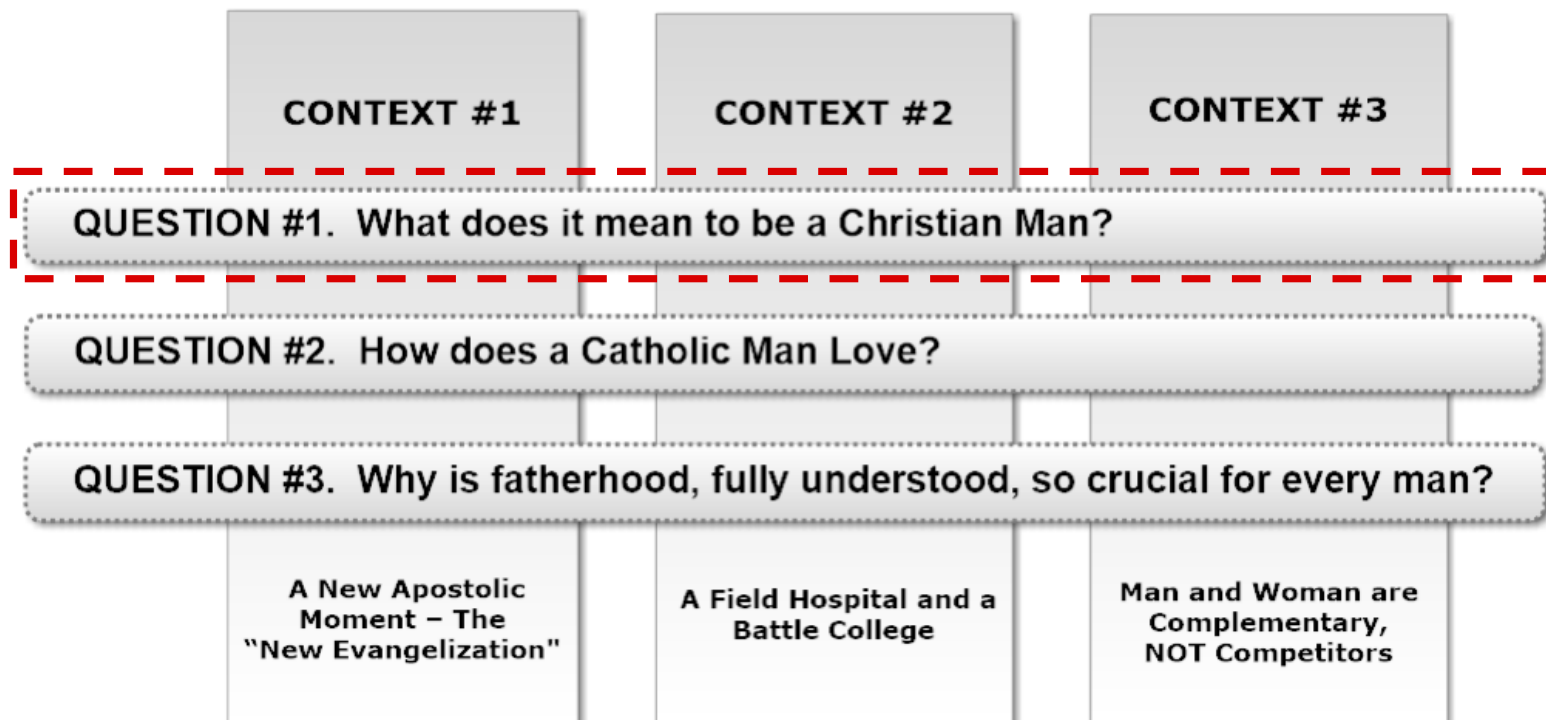 CONTEXT #1
CONTEXT #2
CONTEXT #3
QUESTION #1.  What does it mean to be a Christian Man?
QUESTION #2.  How does a Catholic Man Love?
QUESTION #3.  Why is fatherhood, fully understood, so crucial for every man?
A New Apostolic
Moment – The
“New Evangelization"
A Field Hospital and a
Battle College
Man and Woman are
Complementary,
NOT Competitors